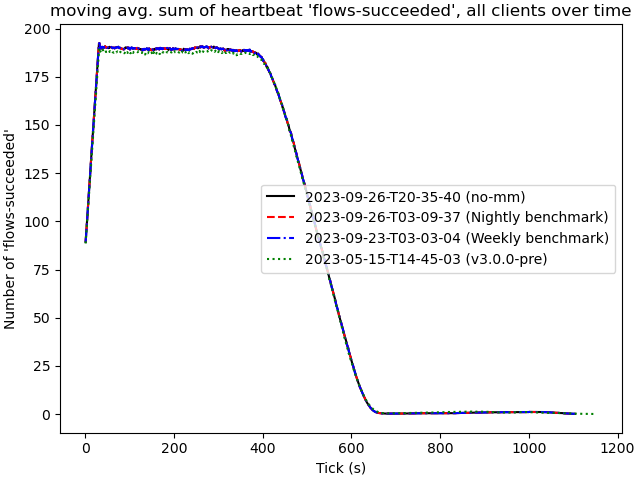 moving avg. sum of heartbeat 'flows-succeeded', all clients over time
200
175
150
125
100
75
50
25
0
Number of 'flows-succeeded'
2023-09-26-T20-35-40 (no-mm)
2023-09-26-T03-09-37 (Nightly benchmark)
2023-09-23-T03-03-04 (Weekly benchmark)
2023-05-15-T14-45-03 (v3.0.0-pre)
0 200 400 600 800 1000 1200
Tick (s)